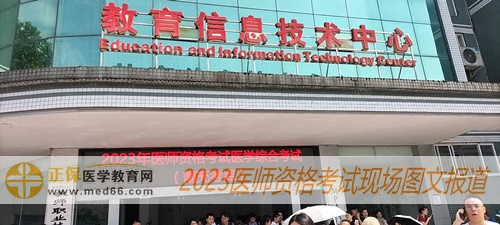 教育信息技术中心
Education and Information Technology Center
2023年医师资格考试医学综合考试
正保医学教育网
www.med66.com
2023医师资格考试现场图文报道